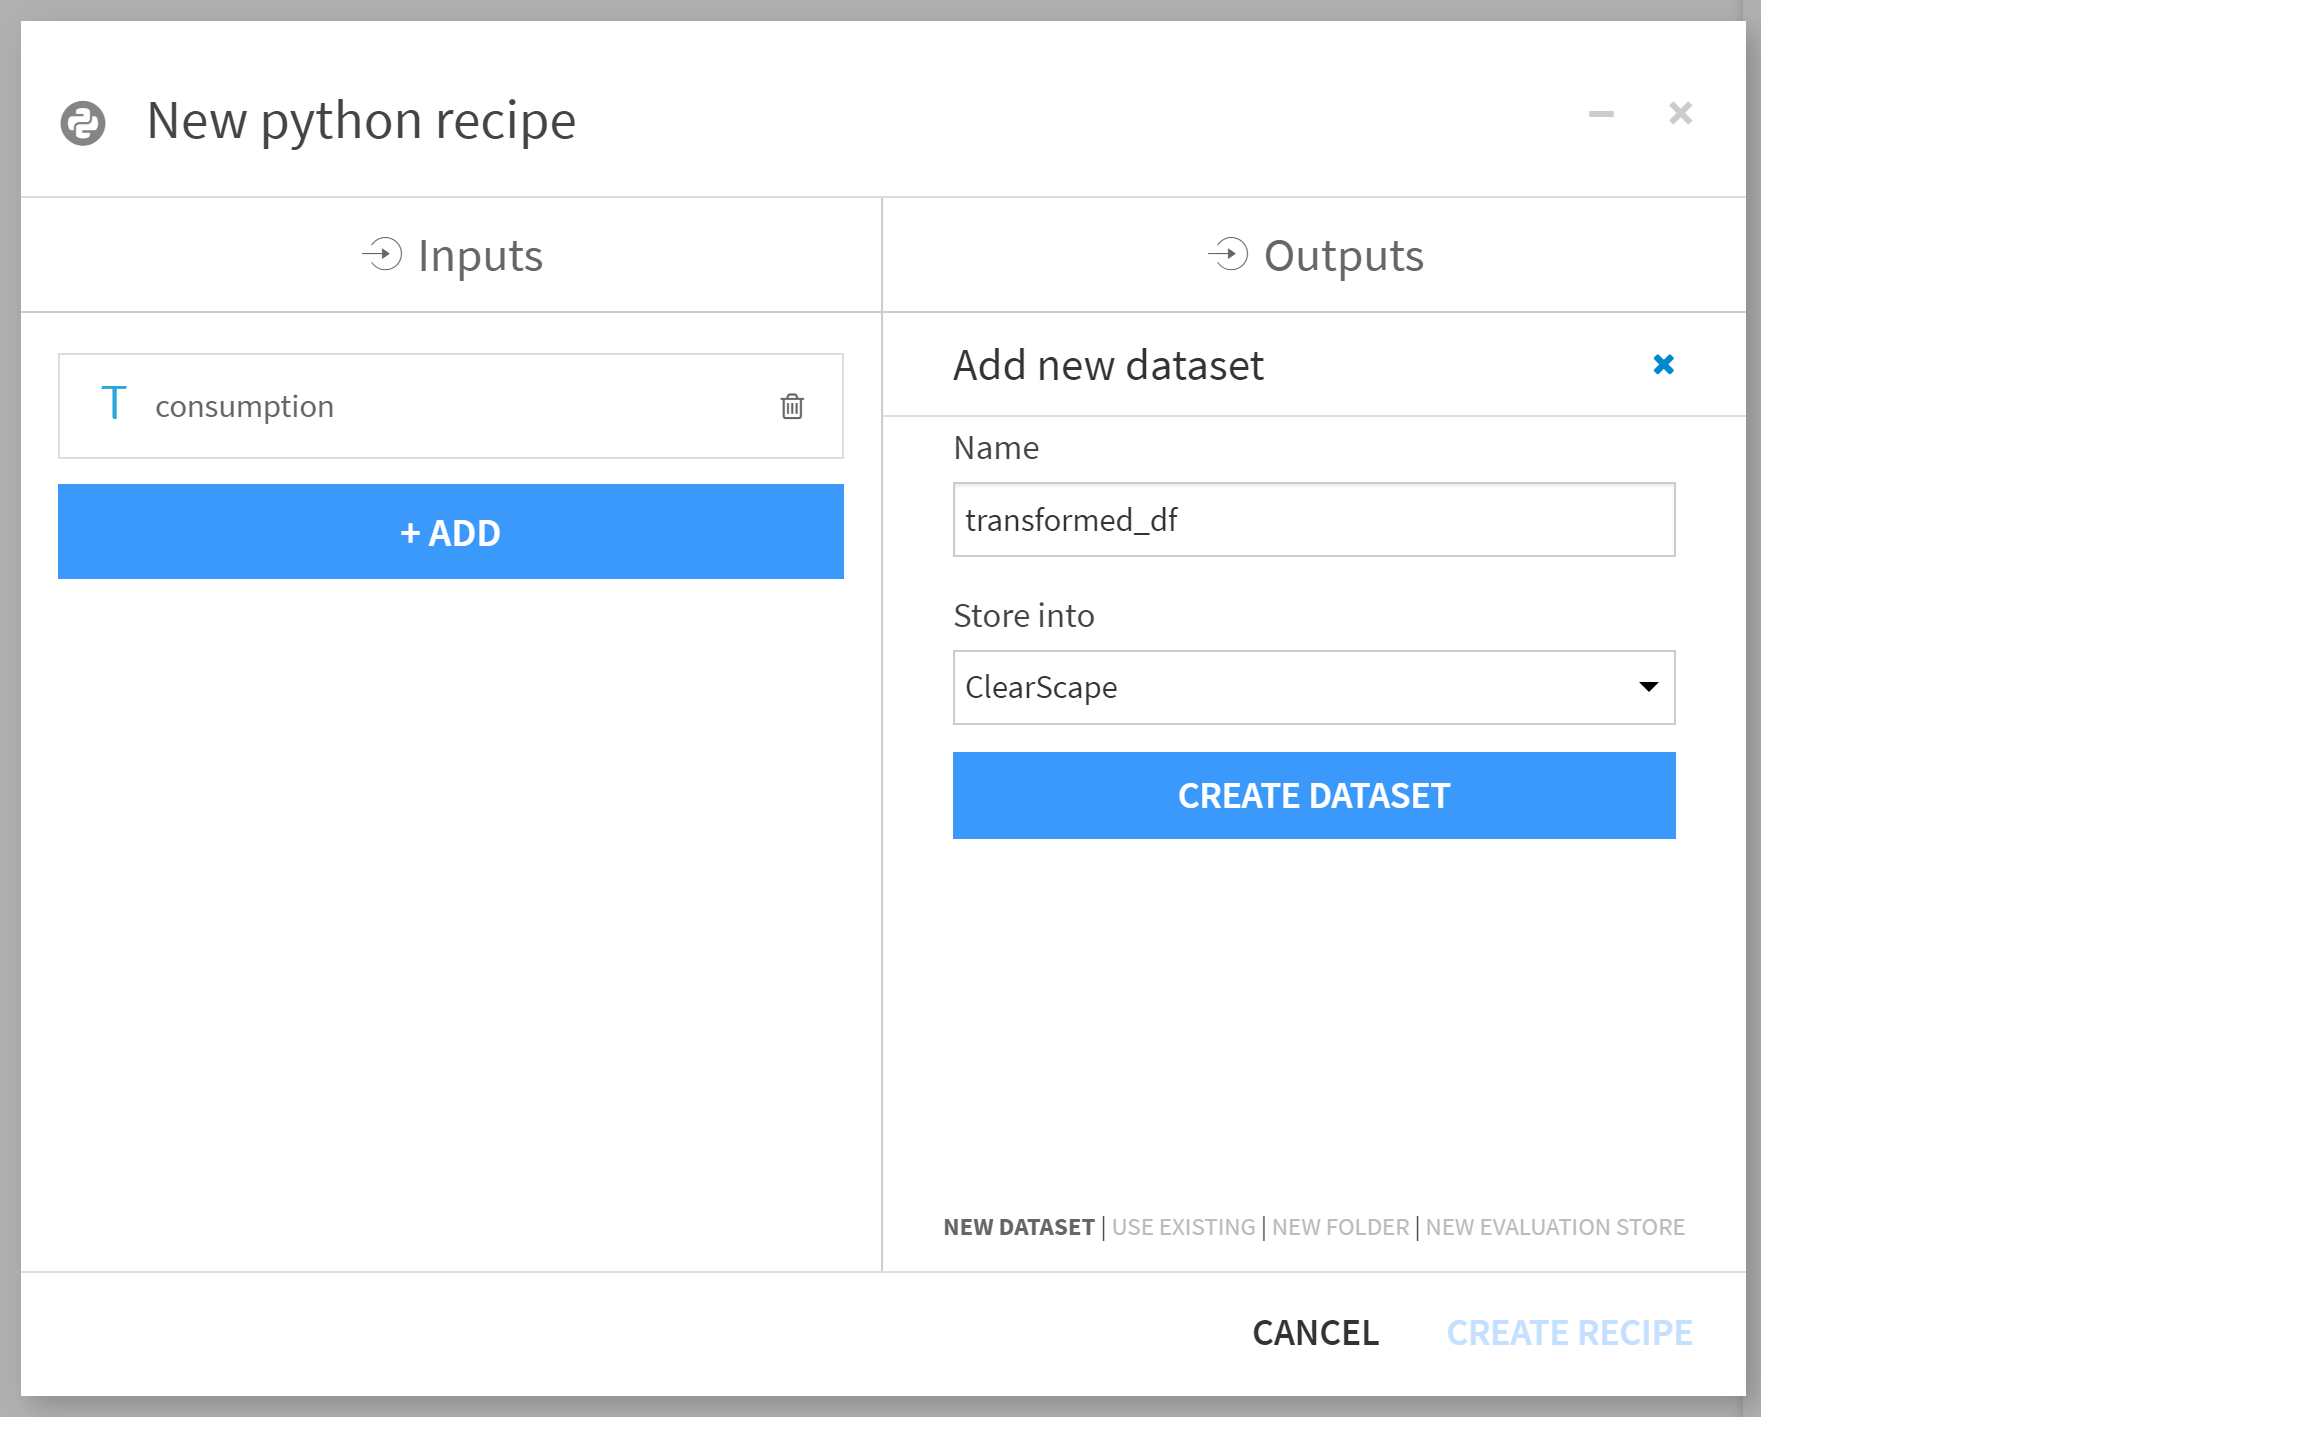 New python recipe
Inputs
Outputs
T consumption
+ ADD
Add new dataset
Name
transformed_df
Store into
ClearScape
CREATE DATASET
NEW DATASET | USE EXISTING | NEW FOLDER | NEW EVALUATION STORE
CANCEL CREATE RECIPE